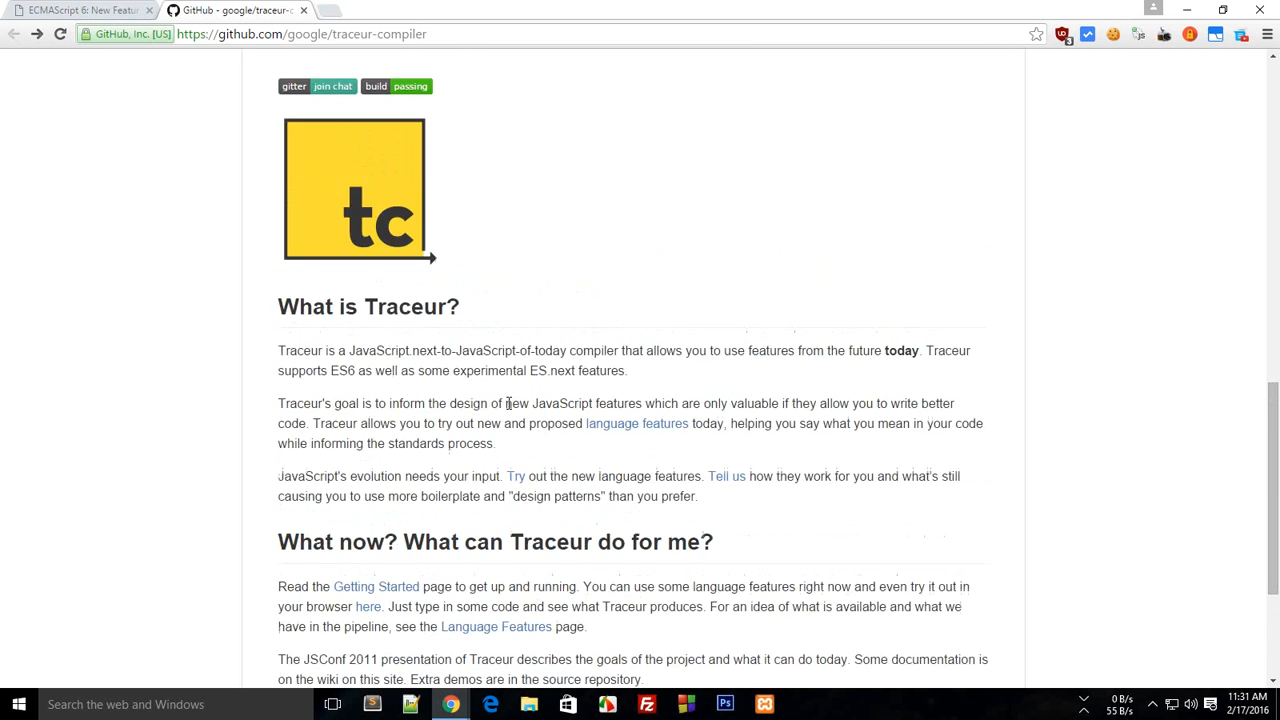 ECMAScript 6: New Featur
GitHub - google/traceur-c
GitHub, Inc. [US]
https://github.com/google/traceur-compiler
3
gitter join chat build passing
tc
What is Traceur?
Traceur is a JavaScript.next-to-JavaScript-of-today compiler that allows you to use features from the future today. Traceur
supports ES6 as well as some experimental ES.next features.
Traceur's goal is to inform the design of new JavaScript features which are only valuable if they allow you to write better
code. Traceur allows you to try out new and proposed language features today, helping you say what you mean in your code
while informing the standards process.
JavaScript's evolution needs your input. Try out the new language features. Tell us how they work for you and what's still
causing you to use more boilerplate and "design patterns" than you prefer.
What now? What can Traceur do for me?
Read the Getting Started page to get up and running. You can use some language features right now and even try it out in
your browser here. Just type in some code and see what Traceur produces. For an idea of what is available and what we
have in the pipeline, see the Language Features page.
The JSConf 2011 presentation of Traceur describes the goals of the project and what it can do today. Some documentation is
on the wiki on this site. Extra demos are in the source repository.
Search the web and Windows
Ps
Fz
0 B/s
55 B/s
11:31 AM
2/17/2016